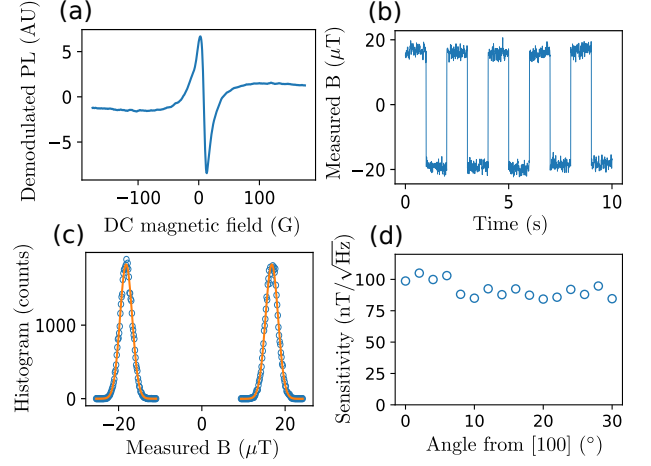 (a)
Demodulated PL (AU)
5
0
−5
−100
0
100
DC magnetic field (G)
(b)
Measured B (μT)
20
0
−20
0
5
10
Time (s)
(c)
Histogram (counts)
1000
0
−20
0
20
Measured B (μT)
(d)
Sensitivity (nT/√Hz)
100
75
50
25
0
0
10
20
30
Angle from [100] (°)